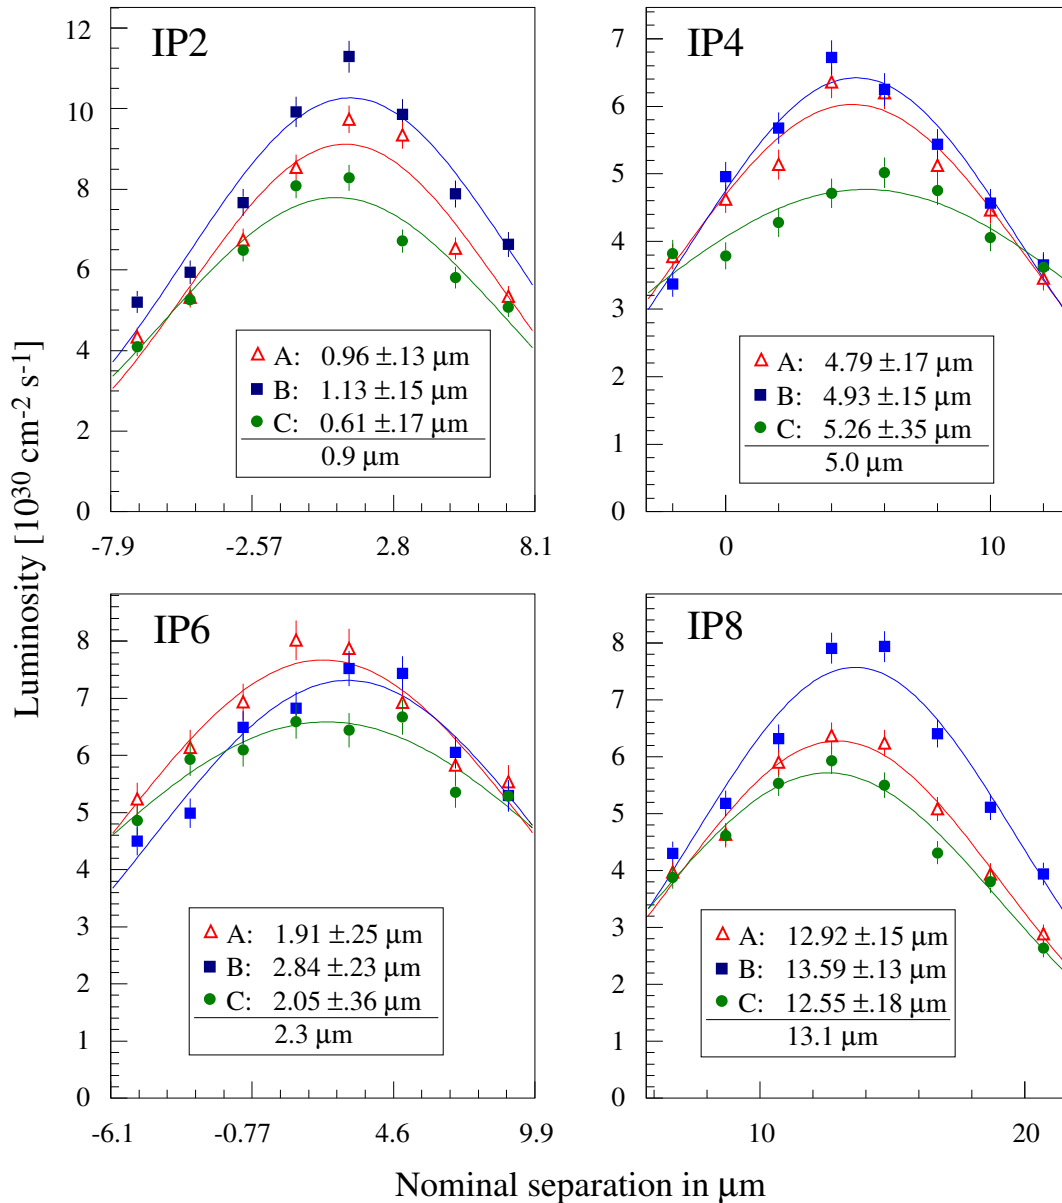 Luminosity [10³⁰ cm⁻² s⁻¹]
IP2
12
10
8
6
4
2
0
-7.9 -2.57 2.8 8.1
A: 0.96 ±.13 μm
B: 1.13 ±.15 μm
C: 0.61 ±.17 μm
0.9 μm
IP4
7
6
5
4
3
2
1
0
0 10
A: 4.79 ±.17 μm
B: 4.93 ±.15 μm
C: 5.26 ±.35 μm
5.0 μm
IP6
8
7
6
5
4
3
2
1
0
-6.1 -0.77 4.6 9.9
A: 1.91 ±.25 μm
B: 2.84 ±.23 μm
C: 2.05 ±.36 μm
2.3 μm
IP8
8
7
6
5
4
3
2
1
0
10 20
A: 12.92 ±.15 μm
B: 13.59 ±.13 μm
C: 12.55 ±.18 μm
13.1 μm
Nominal separation in μm